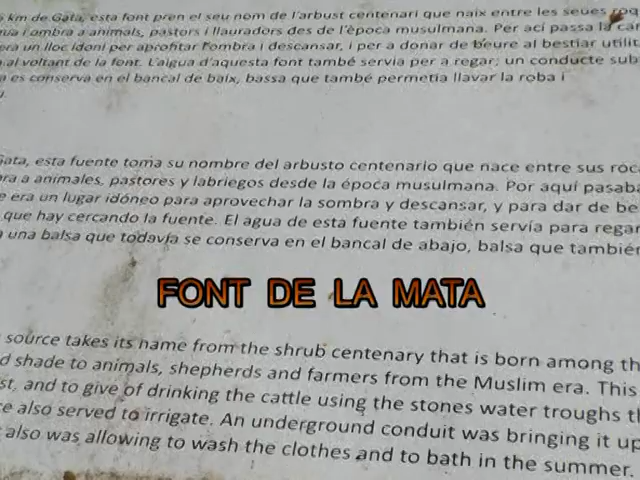 km de Gata, esta font pren el seu nom de l'arbust centenari que naix entre les seues roq
ombra a animals, pastors i llauradors des de l'època musulmana. Per ací passa la
era un lloc idoni per aprofitar l'ombra i descansar, i per a donar de beure al bestiar utilit
al voltant de la font. L'aigua d'aquesta font també servia per a regar; un conducte sub
a es conserva en el bancal de baix, bassa que també permetia llavar la roba i
Gata, esta fuente toma su nombre del arbusto centenario que nace entre sus roca
ra a animales, pastores y labriegos desde la época musulmana. Por aquí pasaba
e era un lugar idóneo para aprovechar la sombra y descansar, y para dar de be
que hay cercando la fuente. El agua de esta fuente también servía para regar
a una balsa que todavía se conserva en el bancal de abajo, balsa que también
FONT DE LA MATA
source takes its name from the shrub centenary that is born among th
d shade to animals, shepherds and farmers from the Muslim era. This
st, and to give of drinking the cattle using the stones water troughs th
e also served to irrigate. An underground conduit was bringing it up
also was allowing to wash the clothes and to bath in the summer.